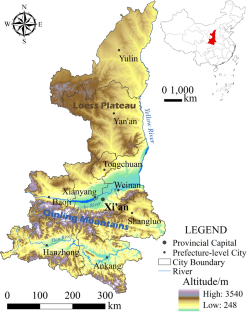 N
W
E
S
Yulin
0 1,000
km
Loess Plateau
Yellow River
Yan'an
Tongchuan
Xianyang
Weinan
Baoji
Xi'an
Qinling Mountains
Shangluo
Hanzhong
Ankang
LEGEND
Provincial Capital
Prefecture-level City
City Boundary
River
Altitude/m
High: 3540
Low: 248
0 100 200 300
km